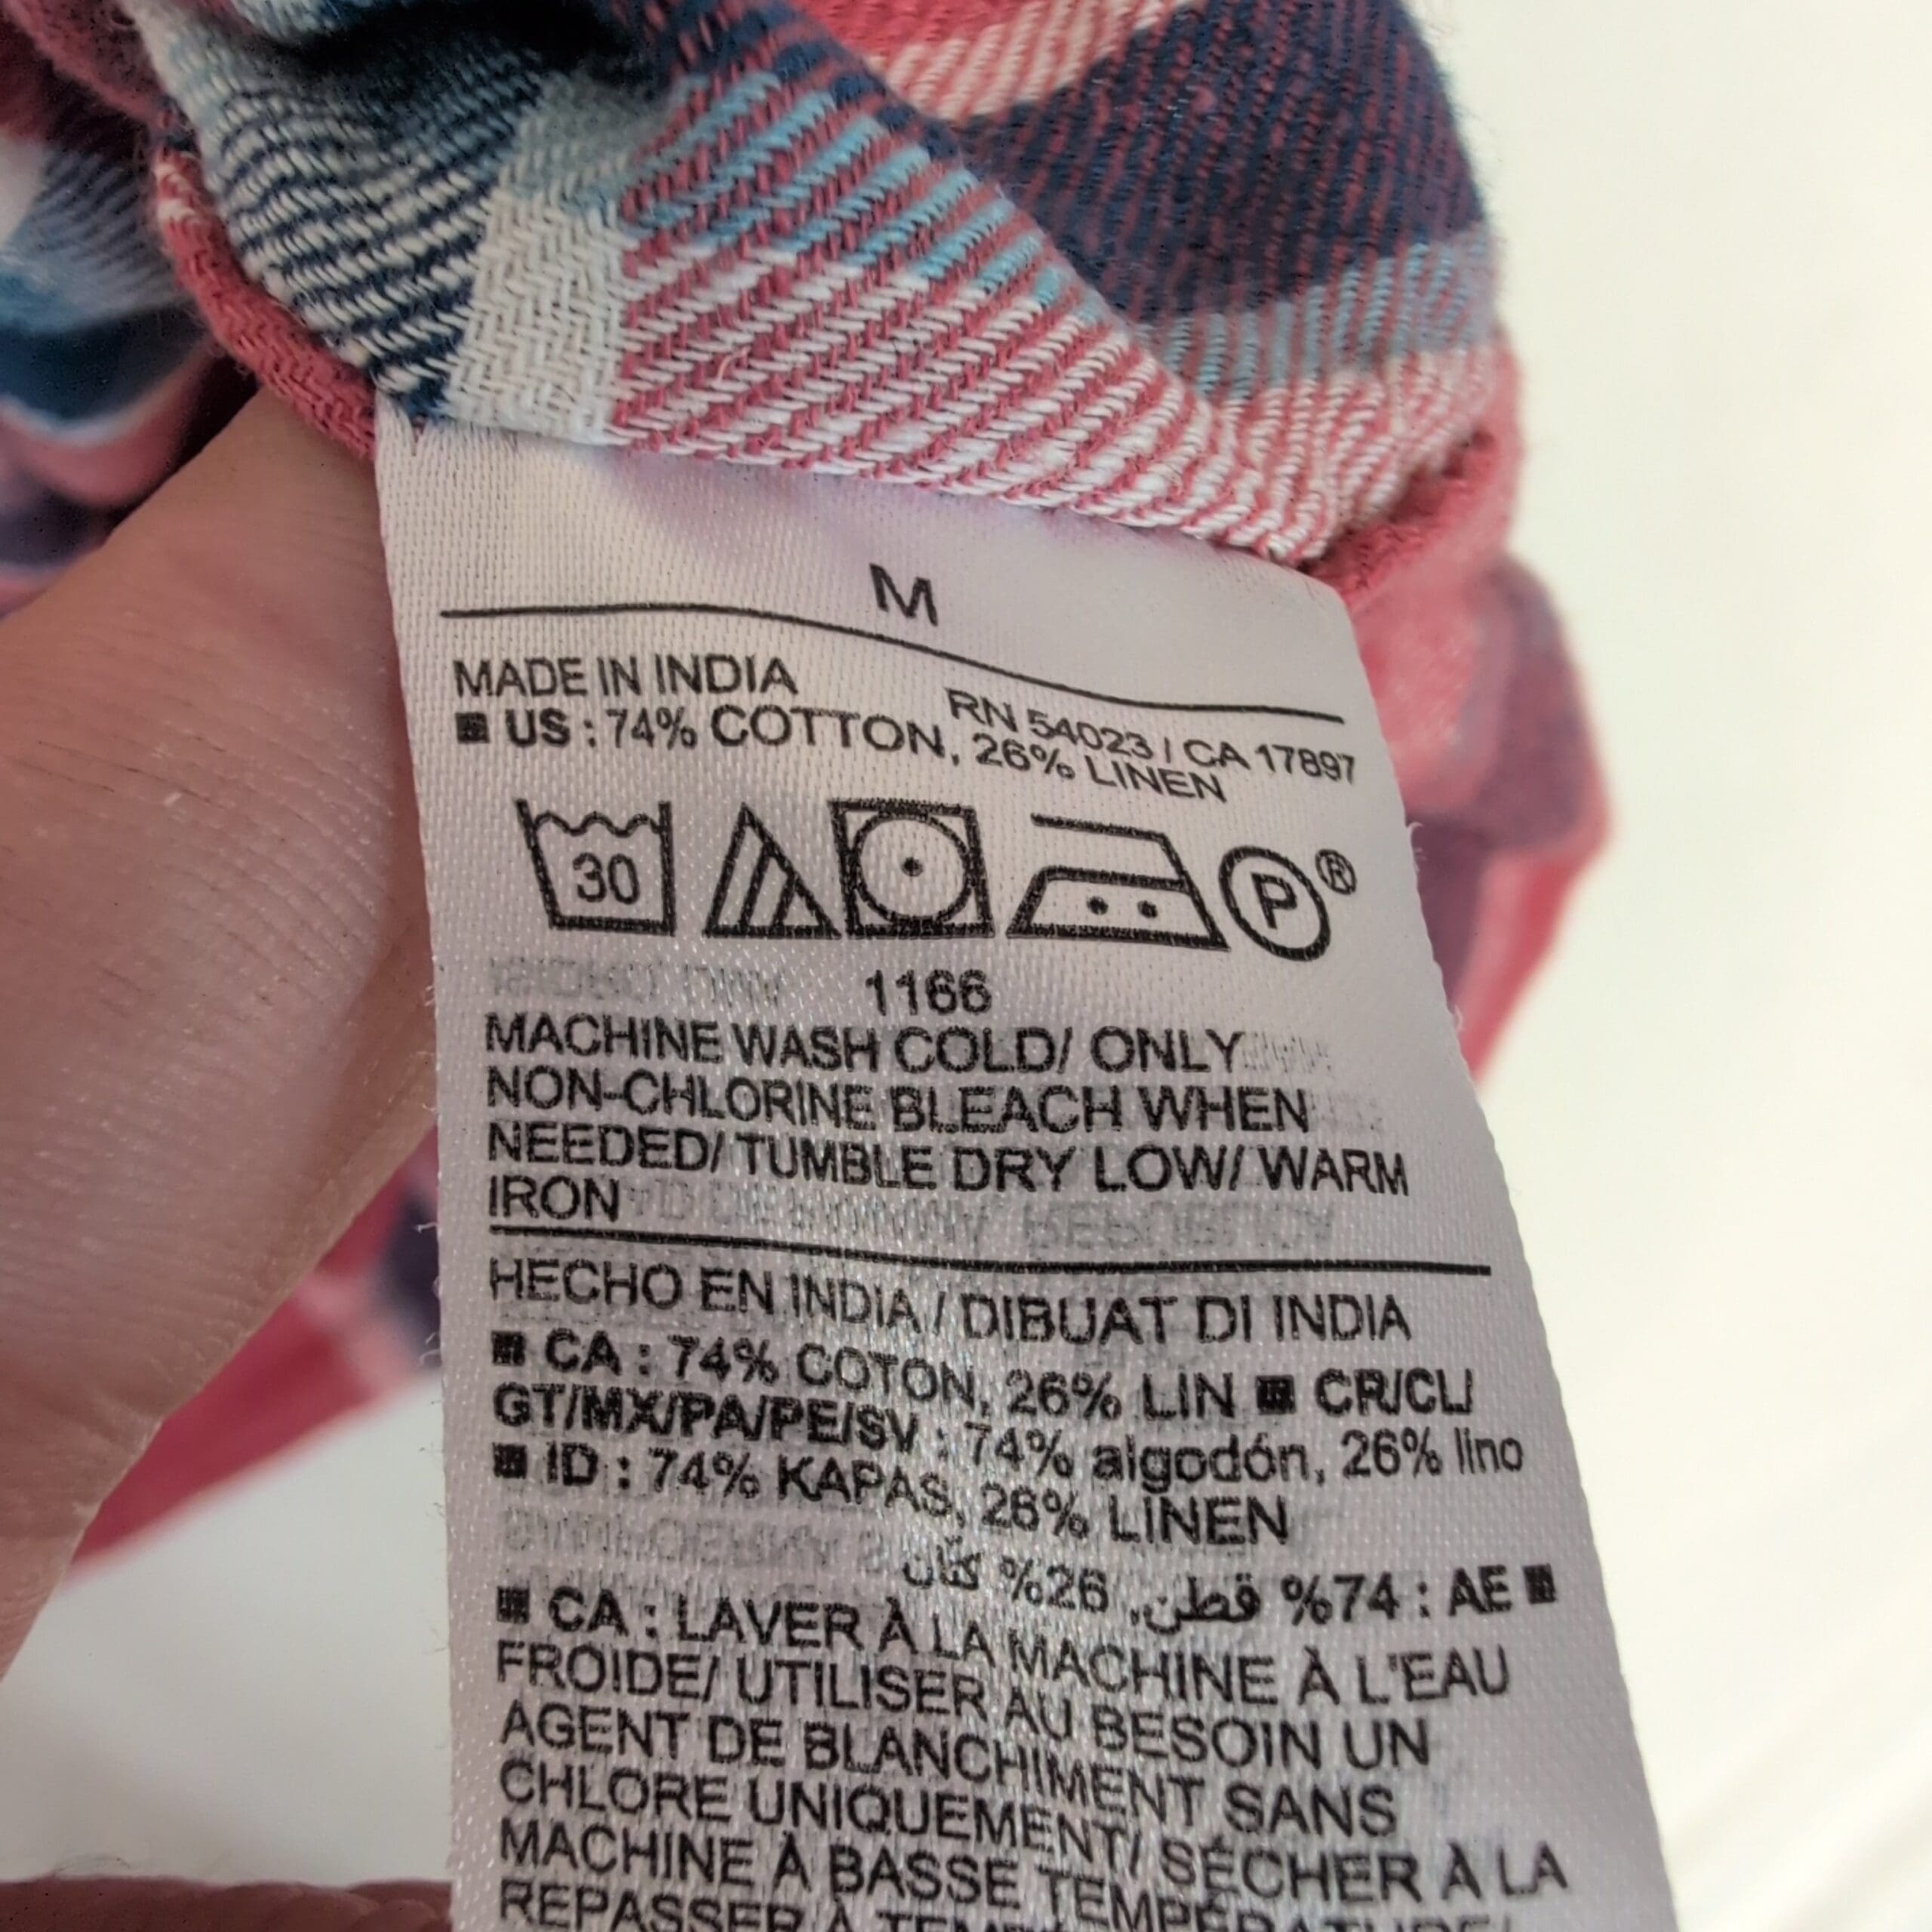 M
MADE IN INDIA RN 54023 / CA 17897
■ US : 74% COTTON, 26% LINEN
30 P ®
1166
MACHINE WASH COLD/ ONLY
NON-CHLORINE BLEACH WHEN
NEEDED/ TUMBLE DRY LOW/ WARM
IRON
HECHO EN INDIA / DIBUAT DI INDIA
■ CA : 74% COTON, 26% LIN ■ CR/CL/
GT/MX/PA/PE/SV : 74% algodón, 26% lino
■ ID : 74% KAPAS, 26% LINEN
■ AE : 74% قطن, 26% كتّان
■ CA : LAVER À LA MACHINE À L'EAU
FROIDE/ UTILISER AU BESOIN UN
AGENT DE BLANCHIMENT SANS
CHLORE UNIQUEMENT/ SÉCHER À LA
MACHINE À BASSE TEMPÉRATURE/
REPASSER À